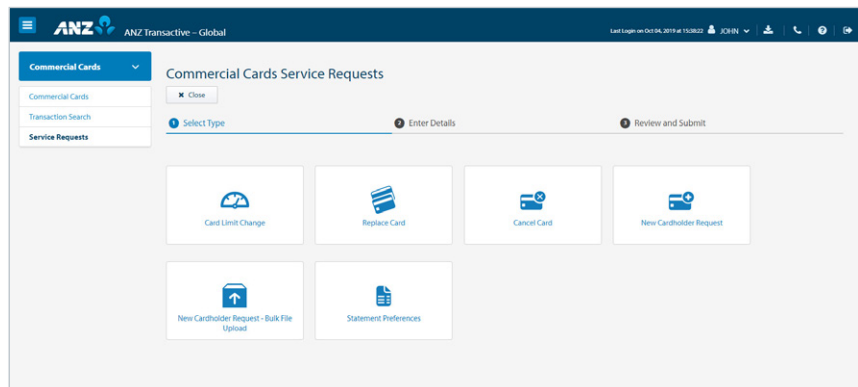 ANZ ANZ Transactive – Global
Last Login on Oct 04, 2019 at 15:38:22 JOHN
Commercial Cards
Commercial Cards
Transaction Search
Service Requests
Commercial Cards Service Requests
✖ Close
1 Select Type
2 Enter Details
3 Review and Submit
Card Limit Change
Replace Card
Cancel Card
New Cardholder Request
New Cardholder Request - Bulk File
Upload
Statement Preferences